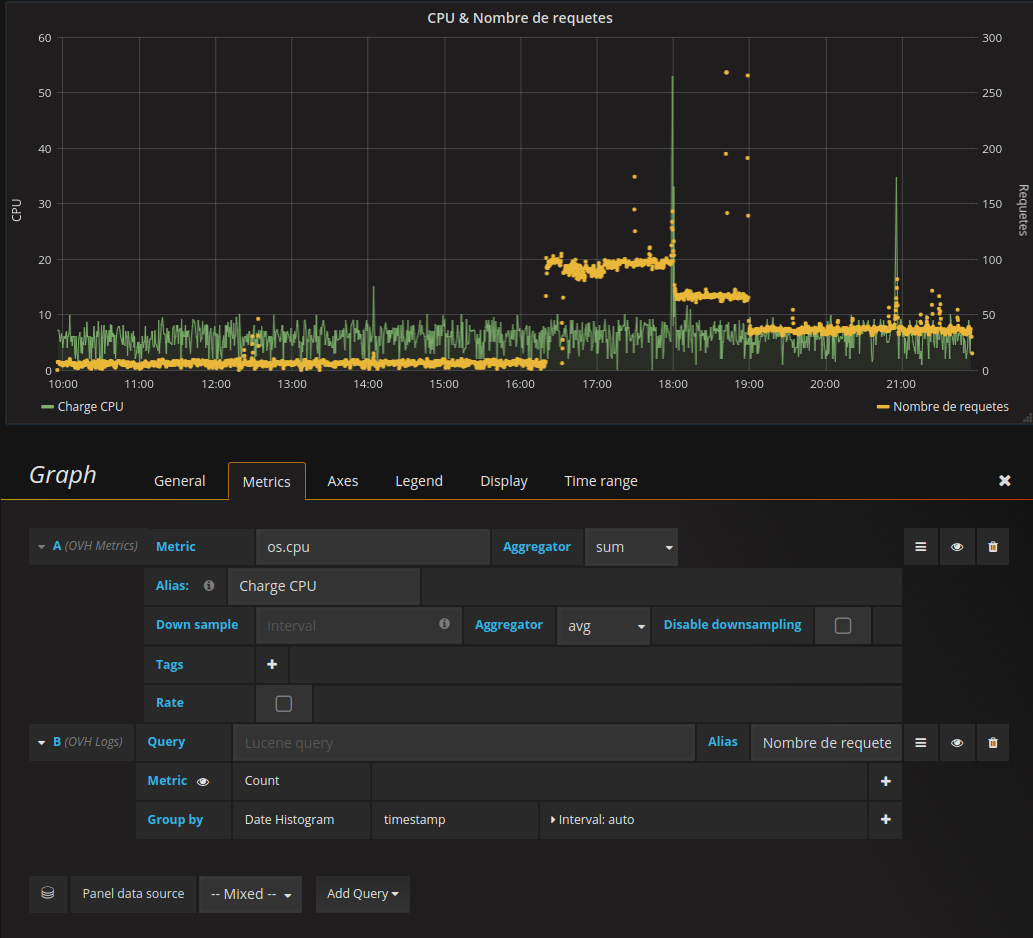 CPU & Nombre de requetes
60 300
50 250
40 200
30 150
20 100
10 50
0 0
CPU
Requetes
10:00 11:00 12:00 13:00 14:00 15:00 16:00 17:00 18:00 19:00 20:00 21:00
Charge CPU Nombre de requetes
Graph General Metrics Axes Legend Display Time range
A (OVH Metrics) Metric os.cpu Aggregator sum
Alias: Charge CPU
Down sample interval Aggregator avg Disable downsampling
Tags
Rate
B (OVH Logs) Query Lucene query Alias Nombre de requete
Metric Count
Group by Date Histogram timestamp Interval: auto
Panel data source -- Mixed -- Add Query